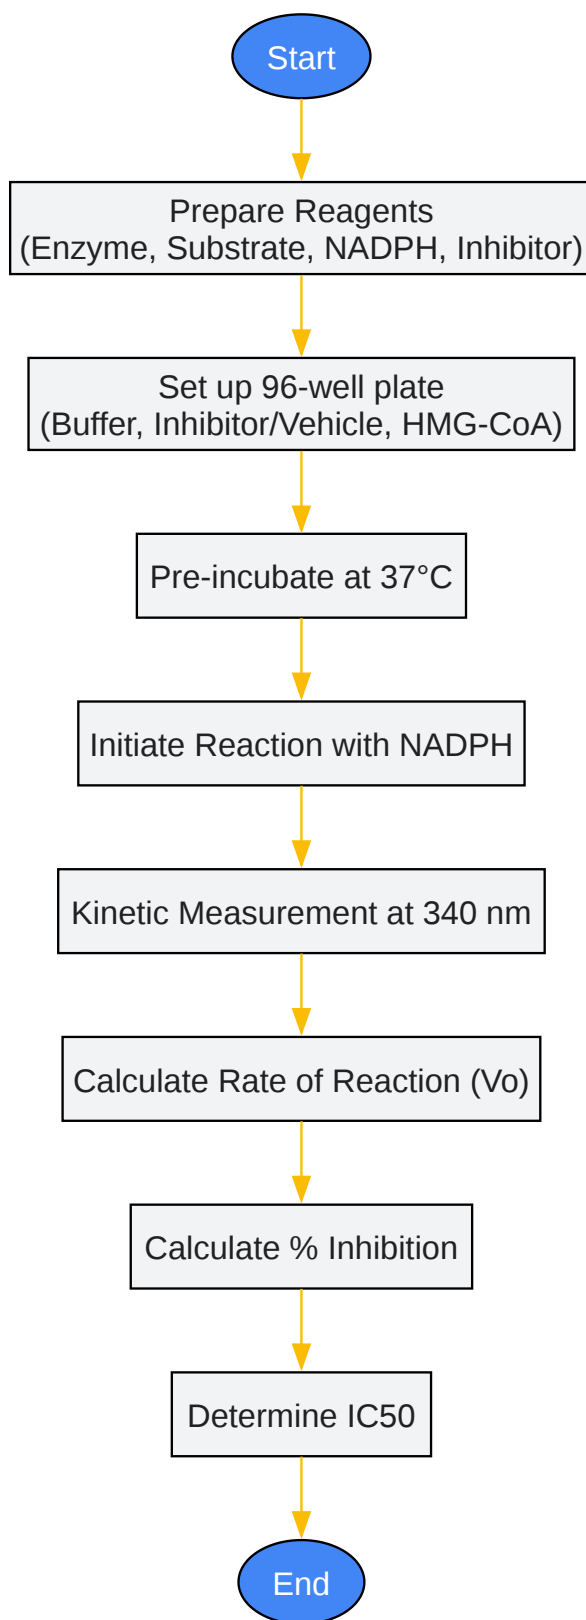 Start
Prepare Reagents
(Enzyme, Substrate, NADPH, Inhibitor)
Set up 96-well plate
(Buffer, Inhibitor/Vehicle, HMG-CoA)
Pre-incubate at 37°C
Initiate Reaction with NADPH
Kinetic Measurement at 340 nm
Calculate Rate of Reaction (Vo)
Calculate % Inhibition
Determine IC50
End